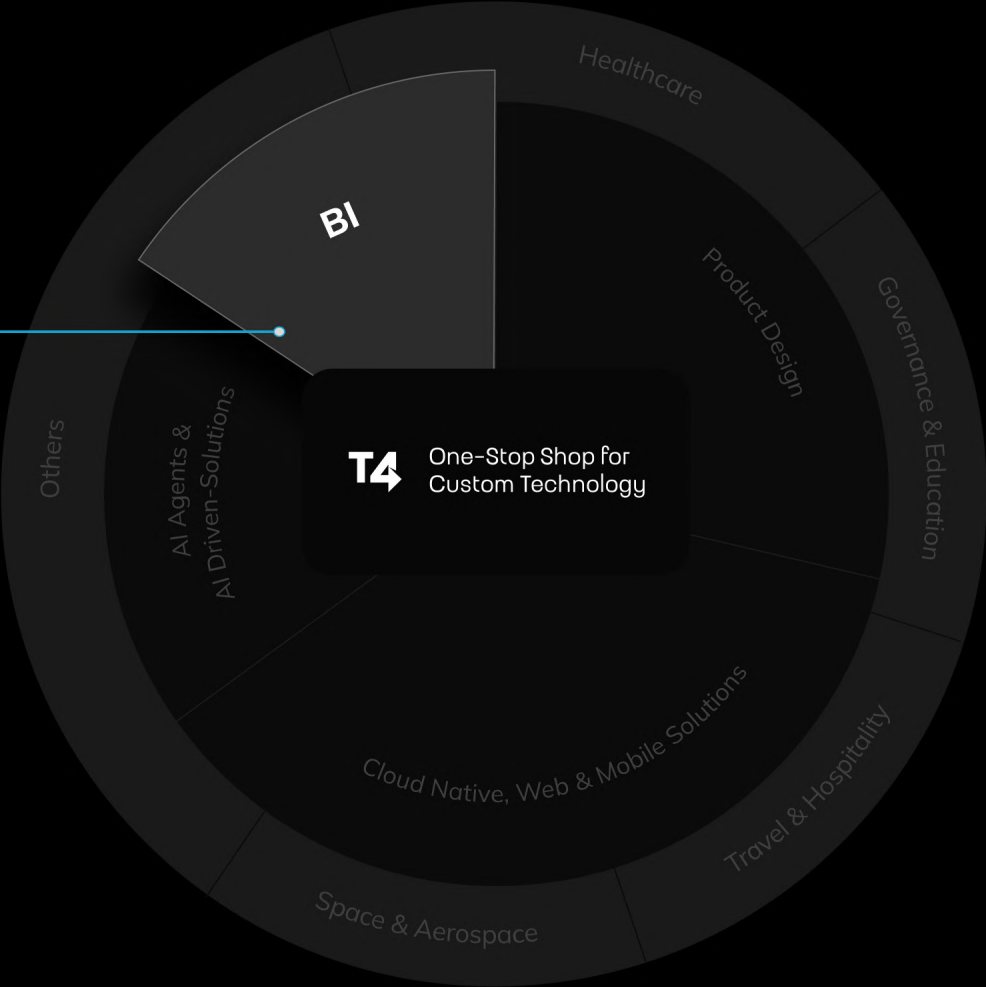 Healthcare
BI
Product Design
Governance & Education
Others
AI Agents &
AI Driven-Solutions
T4
One-Stop Shop for
Custom Technology
Cloud Native, Web & Mobile Solutions
Travel & Hospitality
Space & Aerospace